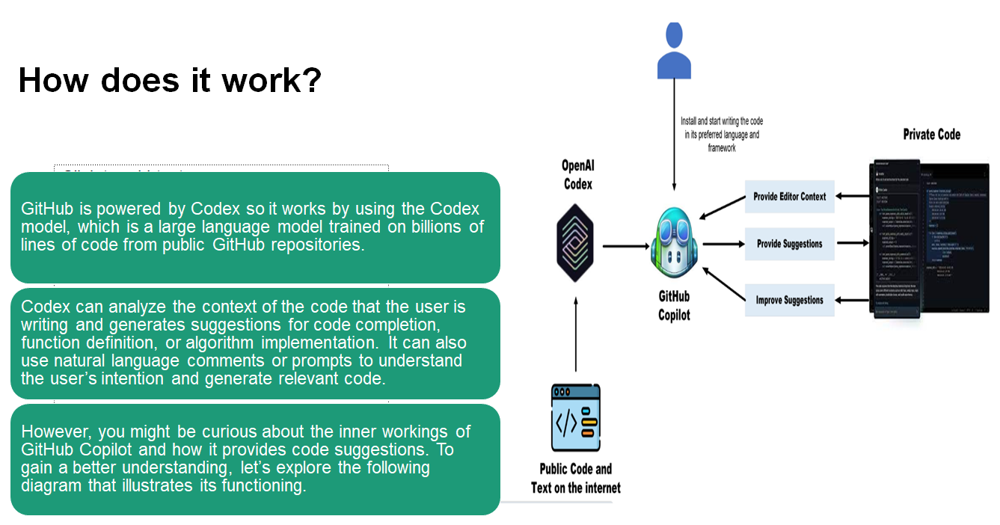 How does it work?
GitHub is powered by Codex so it works by using the Codex
model, which is a large language model trained on billions of
lines of code from public GitHub repositories.
Codex can analyze the context of the code that the user is
writing and generates suggestions for code completion,
function definition, or algorithm implementation. It can also
use natural language comments or prompts to understand
the user’s intention and generate relevant code.
However, you might be curious about the inner workings of
GitHub Copilot and how it provides code suggestions. To
gain a better understanding, let’s explore the following
diagram that illustrates its functioning.
Install and start writing the code
in its preferred language and
framework
Private Code
OpenAI
Codex
Provide Editor Context
Provide Suggestions
Improve Suggestions
GitHub
Copilot
Public Code and
Text on the internet